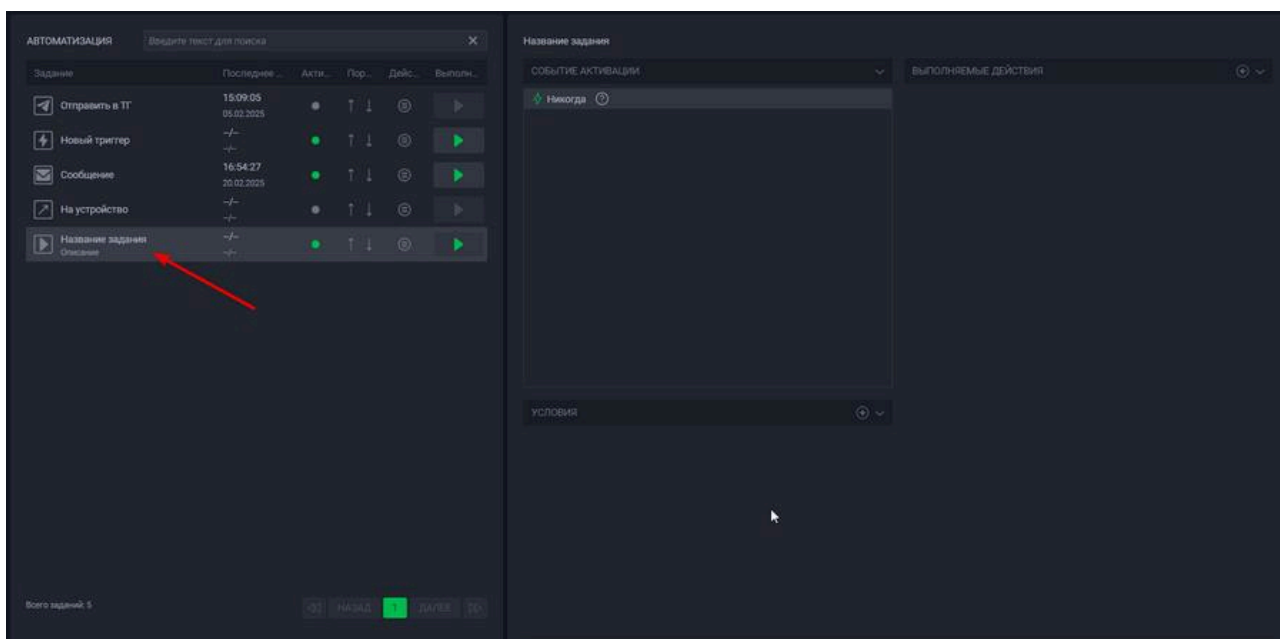 АВТОМАТИЗАЦИЯ
Введите текст для поиска
Название задания
Задание
Последнее ...
Акти...
Пор...
Дейс...
Выполн...
СОБЫТИЕ АКТИВАЦИИ
ВЫПОЛНЯЕМЫЕ ДЕЙСТВИЯ
Никогда
Отправить в ТГ
15:09:05
05.02.2025
Новый триггер
--/--
--/--
Сообщение
16:54:27
20.02.2025
На устройство
--/--
--/--
Название задания
Описание
--/--
--/--
УСЛОВИЯ
Всего заданий: 5
НАЗАД
1
ДАЛЕЕ